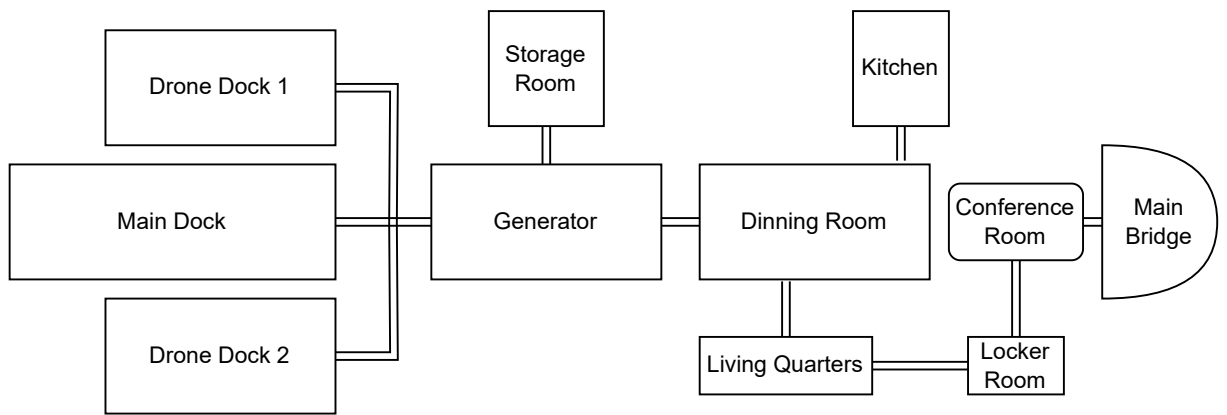 Drone Dock 1
Storage
Room
Kitchen
Main Dock
Generator
Dinning Room
Conference
Room
Main
Bridge
Drone Dock 2
Living Quarters
Locker
Room